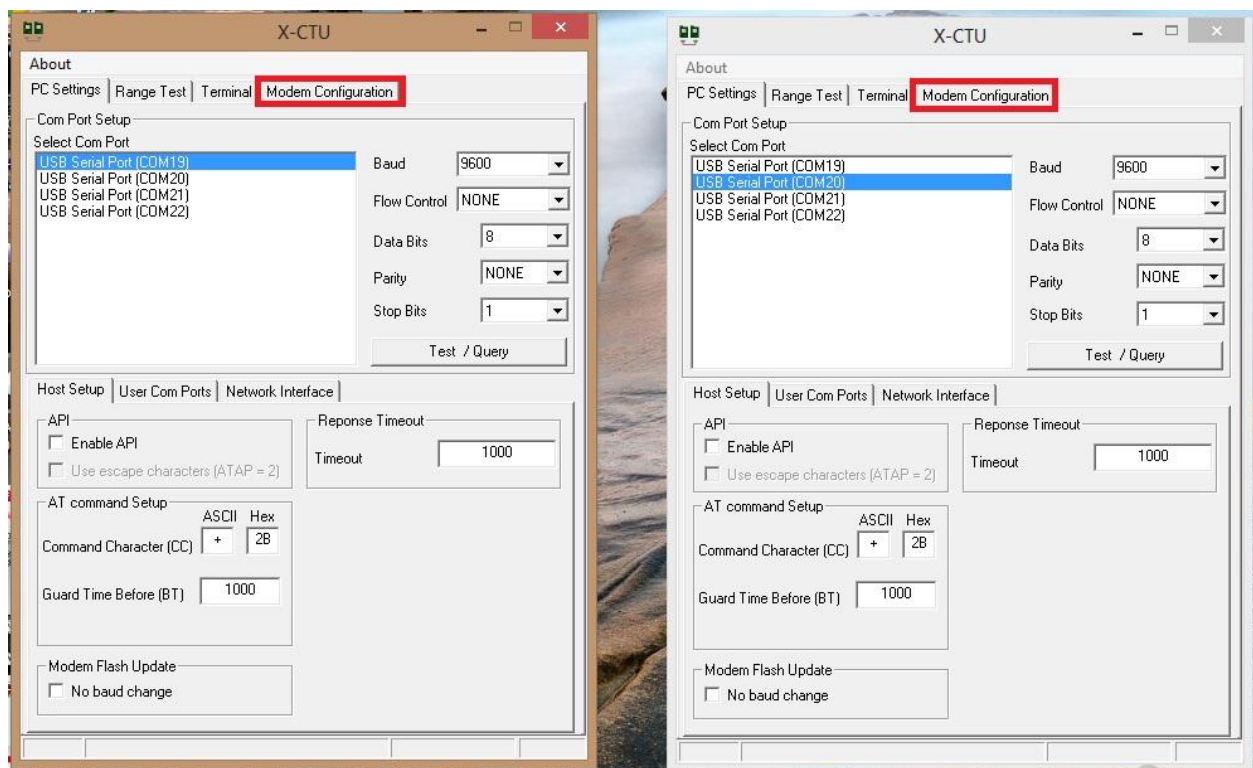 X-CTU
About
PC Settings Range Test Terminal Modem Configuration
Com Port Setup
Select Com Port
USB Serial Port (COM19)
USB Serial Port (COM20)
USB Serial Port (COM21)
USB Serial Port (COM22)
Baud 9600
Flow Control NONE
Data Bits 8
Parity NONE
Stop Bits 1
Test / Query
Host Setup User Com Ports Network Interface
API
Enable API
Use escape characters (ATAP = 2)
Reponse Timeout
Timeout 1000
AT command Setup
ASCII Hex
Command Character (CC) + 2B
Guard Time Before (BT) 1000
Modem Flash Update
No baud change
X-CTU
About
PC Settings Range Test Terminal Modem Configuration
Com Port Setup
Select Com Port
USB Serial Port (COM19)
USB Serial Port (COM20)
USB Serial Port (COM21)
USB Serial Port (COM22)
Baud 9600
Flow Control NONE
Data Bits 8
Parity NONE
Stop Bits 1
Test / Query
Host Setup User Com Ports Network Interface
API
Enable API
Use escape characters (ATAP = 2)
Reponse Timeout
Timeout 1000
AT command Setup
ASCII Hex
Command Character (CC) + 2B
Guard Time Before (BT) 1000
Modem Flash Update
No baud change